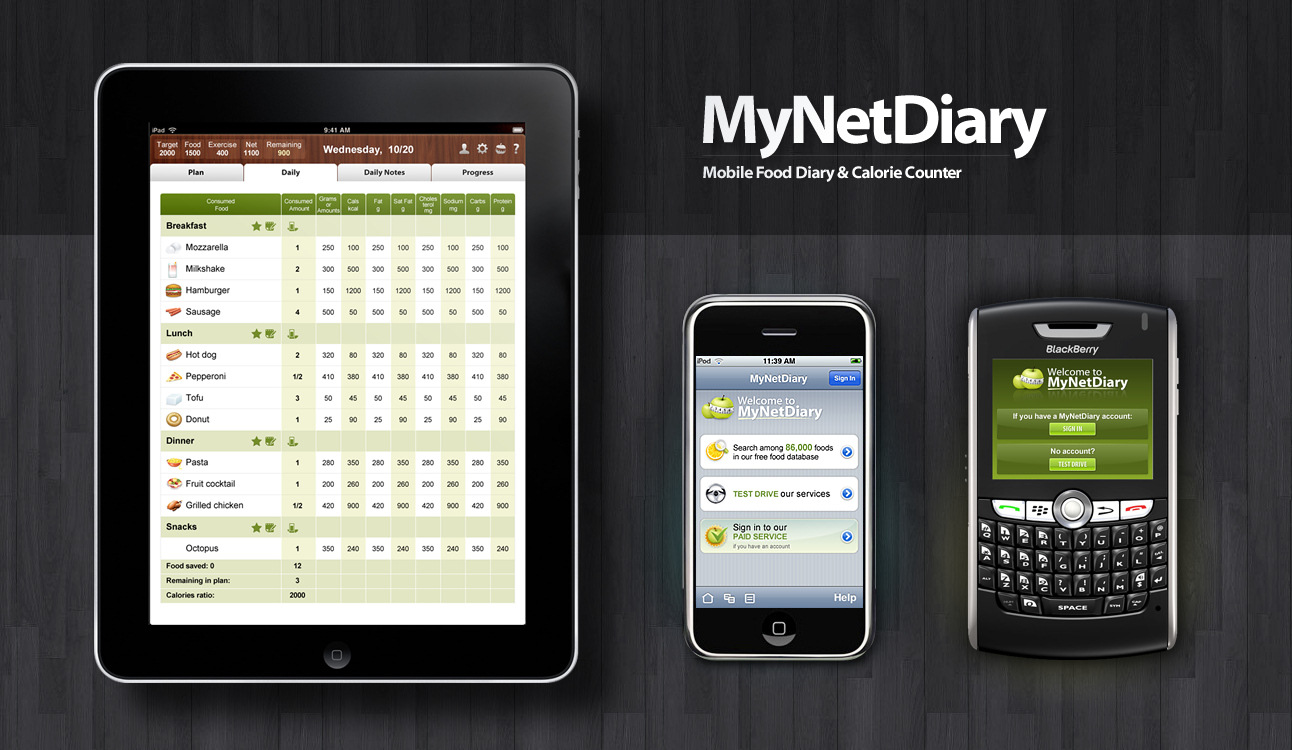 MyNetDiary
Mobile Food Diary & Calorie Counter
iPad 9:41 AM
Target Food Exercise Net Remaining
2000 1500 400 1100 900
Wednesday, 10/20
?
Plan Daily Daily Notes Progress
Consumed Food Consumed Amount Grams or Amounts Cals kcal Fat g Sat Fat g Choles terol mg Sodium mg Carbs g Protein g
Breakfast
Mozzarella 1 250 100 250 100 250 100 250 100
Milkshake 2 300 500 300 500 300 500 300 500
Hamburger 1 150 1200 150 1200 150 1200 150 1200
Sausage 4 500 50 500 50 500 50 500 50
Lunch
Hot dog 2 320 80 320 80 320 80 320 80
Pepperoni 1/2 410 380 410 380 410 380 410 380
Tofu 3 50 45 50 45 50 45 50 45
Donut 1 25 90 25 90 25 90 25 90
Dinner
Pasta 1 280 350 280 350 280 350 280 350
Fruit cocktail 1 200 260 200 260 200 260 200 260
Grilled chicken 1/2 420 900 420 900 420 900 420 900
Snacks
Octopus 1 350 240 350 240 350 240 350 240
Food saved: 0 12
Remaining in plan: 3
Calories ratio: 2000
iPod 11:39 AM
MyNetDiary Sign In
Welcome to
MyNetDiary
Search among 86,000 foods
in our free food database
TEST DRIVE our services
Sign in to our
PAID SERVICE
if you have an account
Help
BlackBerry
Welcome to
MyNetDiary
If you have a MyNetDiary account:
SIGN IN
No account?
TEST DRIVE
Q W E R T Y U I O P
A S D F G H J K L
ALT Z X C V B N M $
SPACE SYM